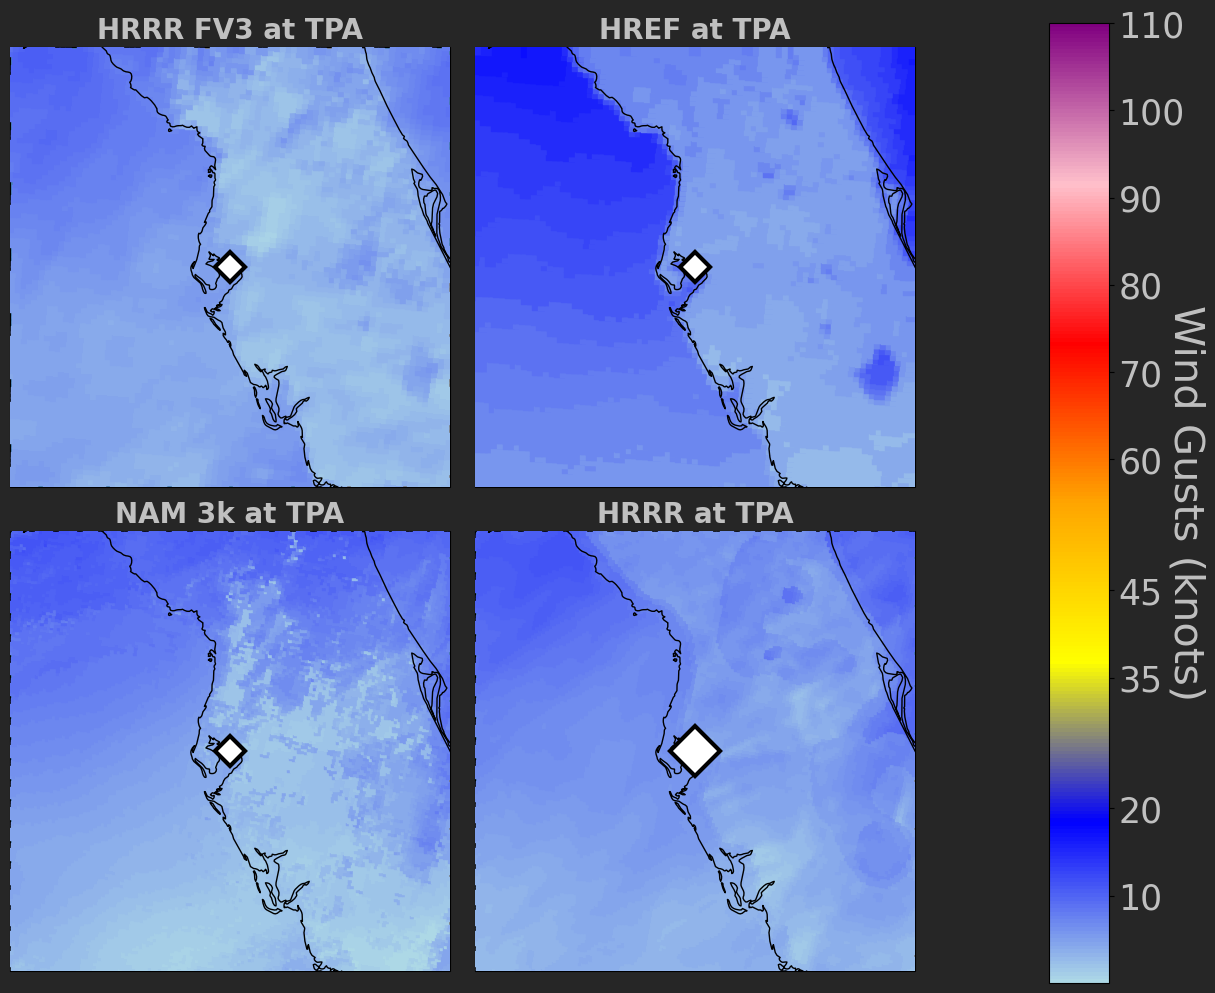 HRRR FV3 at TPA
HREF at TPA
NAM 3k at TPA
HRRR at TPA
110
100
90
80
70
60
45
35
20
10
Wind Gusts (knots)